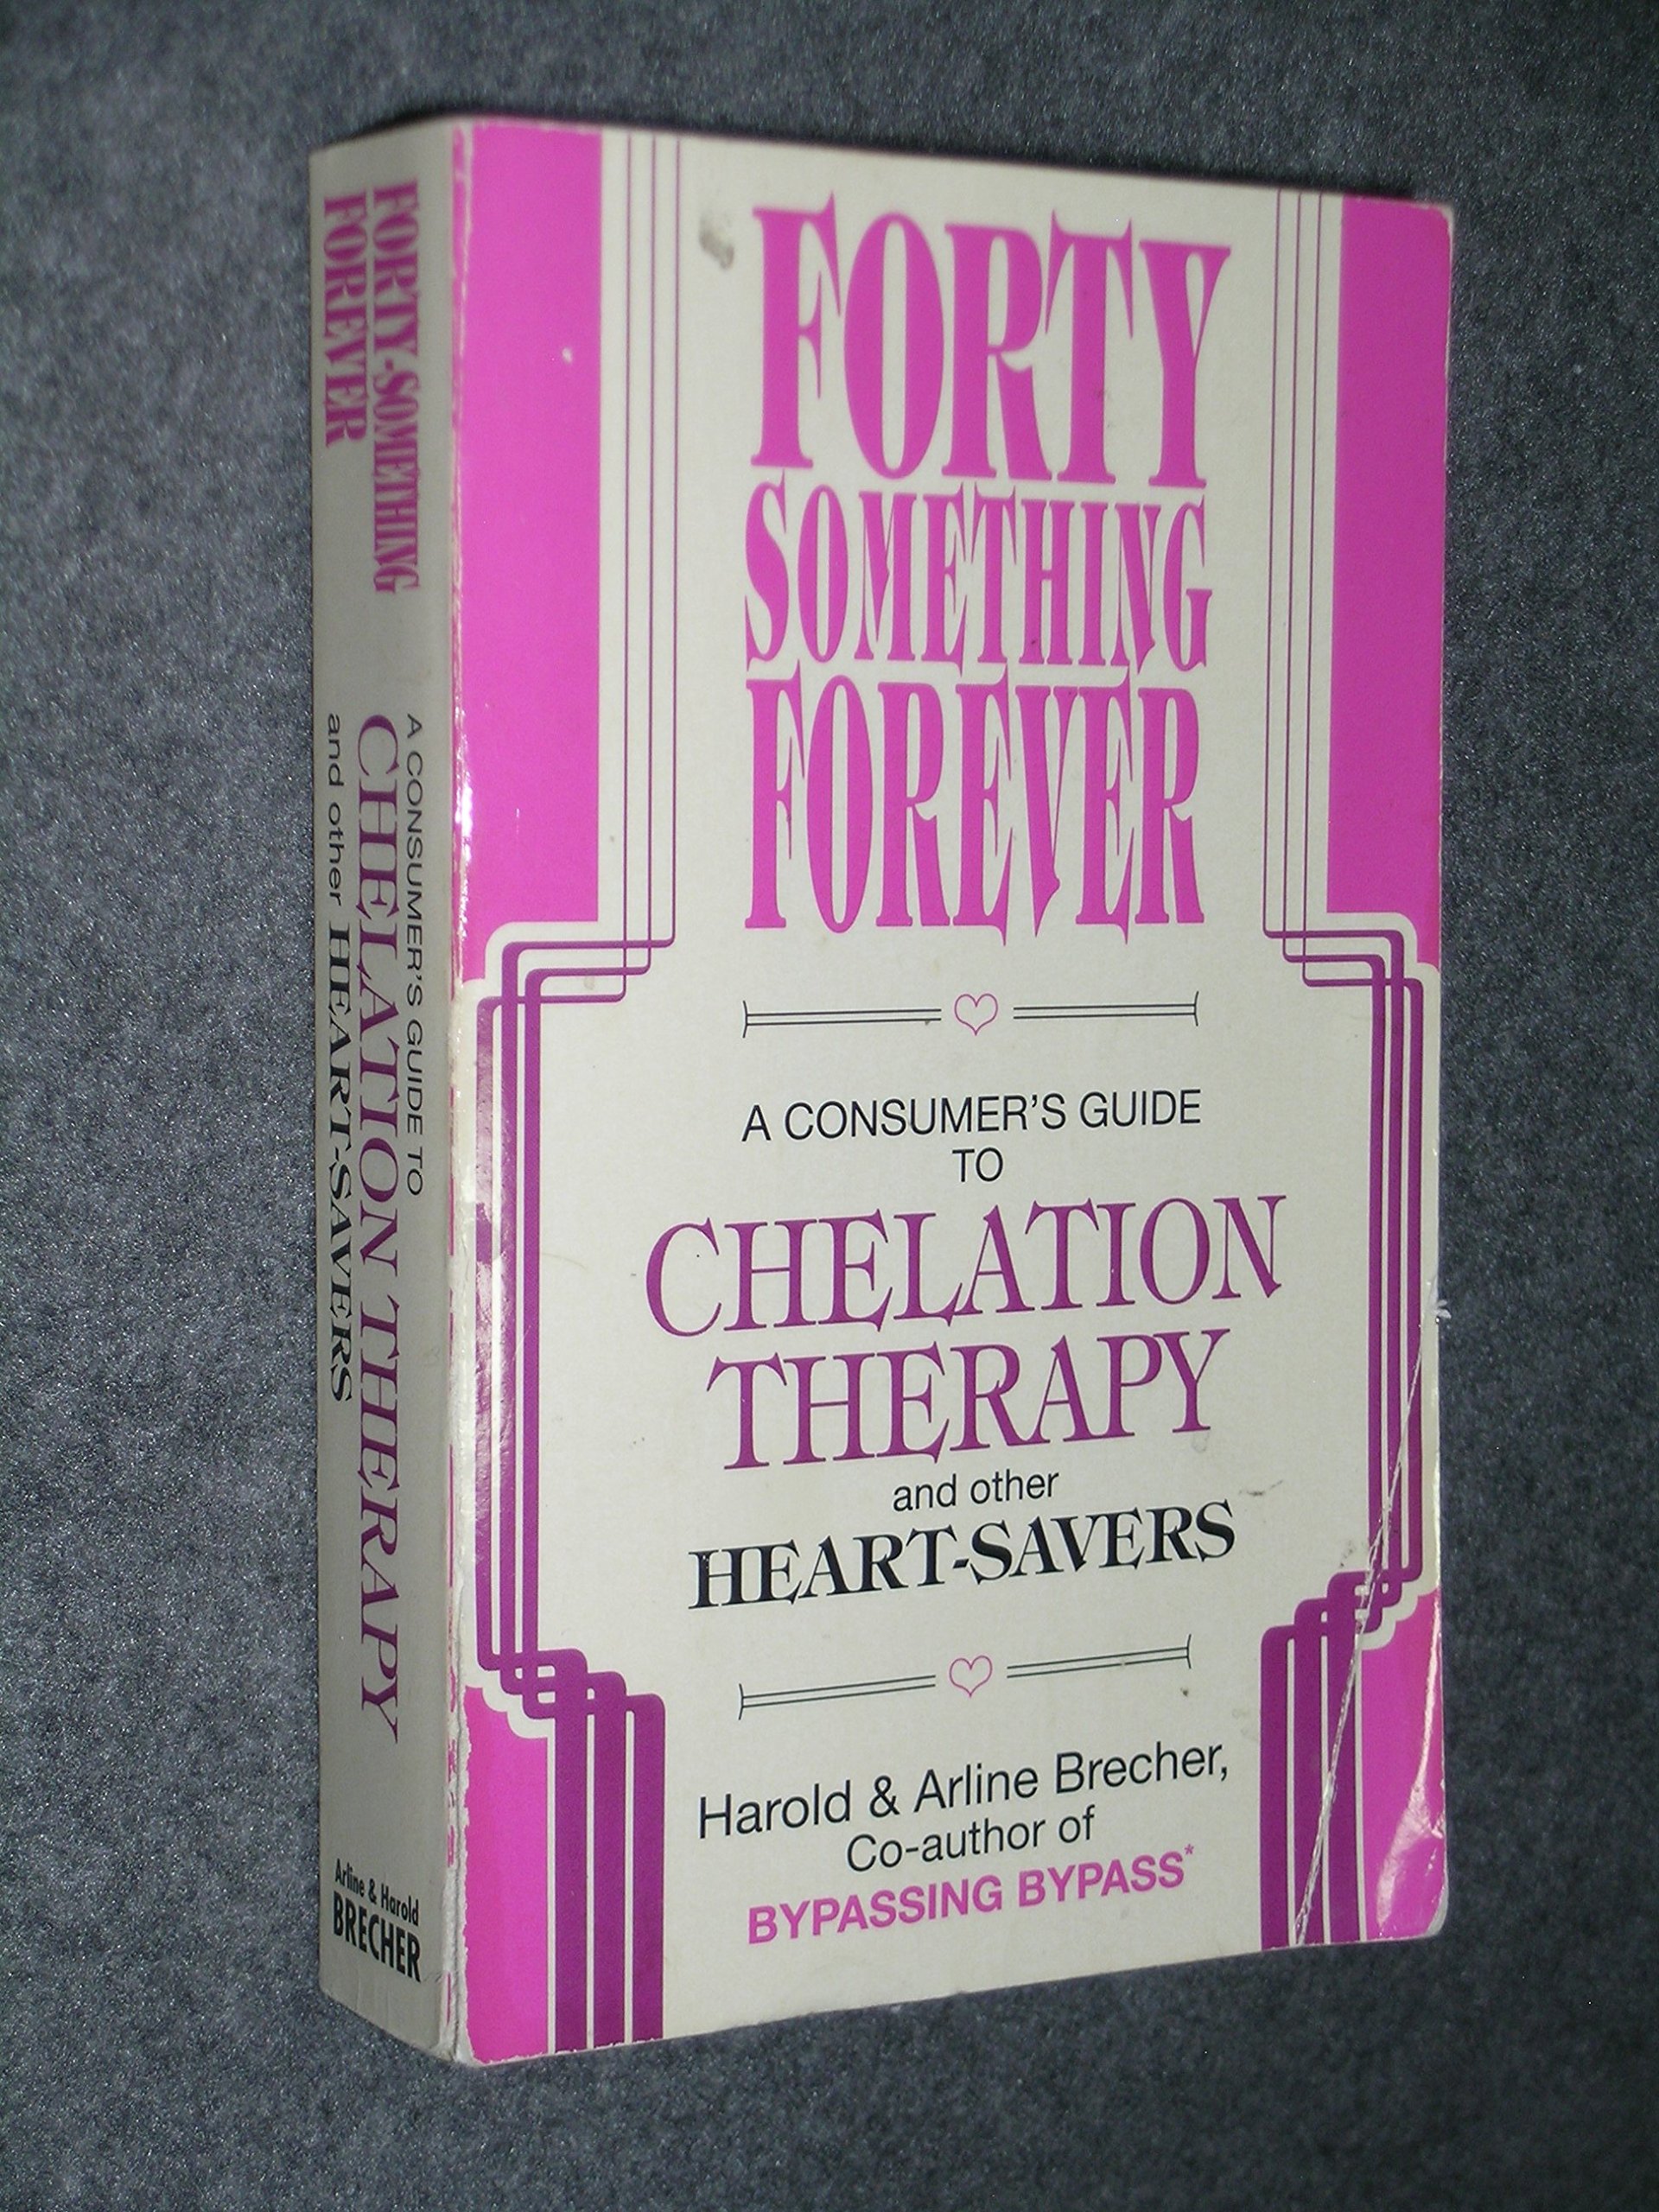 FORTY
SOMETHING
FOREVER
A CONSUMER'S GUIDE
TO
CHELATION
THERAPY
and other
HEART-SAVERS
Harold & Arline Brecher,
Co-author of
BYPASSING BYPASS*
FORTY-SOMETHING
FOREVER
A CONSUMER'S GUIDE TO
CHELATION THERAPY
and other HEART-SAVERS
Arline & Harold
BRECHER